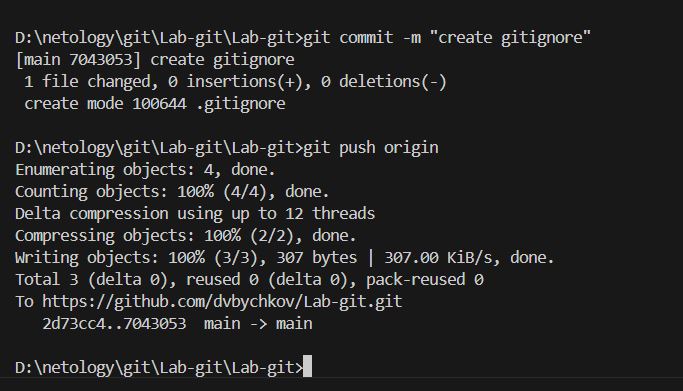 D:\netology\git\Lab-git\Lab-git>git commit -m "create gitignore"
[main 7043053] create gitignore
 1 file changed, 0 insertions(+), 0 deletions(-)
 create mode 100644 .gitignore
D:\netology\git\Lab-git\Lab-git>git push origin
Enumerating objects: 4, done.
Counting objects: 100% (4/4), done.
Delta compression using up to 12 threads
Compressing objects: 100% (2/2), done.
Writing objects: 100% (3/3), 307 bytes | 307.00 KiB/s, done.
Total 3 (delta 0), reused 0 (delta 0), pack-reused 0
To https://github.com/dvbychkov/Lab-git.git
   2d73cc4..7043053  main -> main
D:\netology\git\Lab-git\Lab-git>